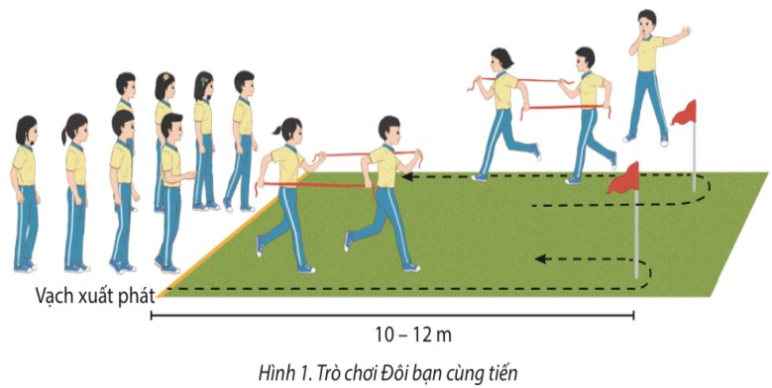 Vạch xuất phát
10 – 12 m
Hình 1. Trò chơi Đôi bạn cùng tiến